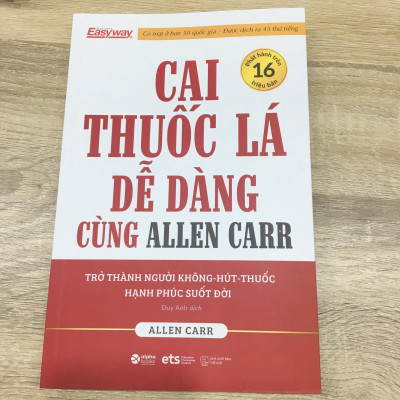 Easyway
Có mặt ở hơn 50 quốc gia - Được dịch ra 45 thứ tiếng
Phát hành trên
16
triệu bản
CAI
THUỐC LÁ
DỄ DÀNG
CÙNG ALLEN CARR
TRỞ THÀNH NGƯỜI KHÔNG-HÚT-THUỐC
HẠNH PHÚC SUỐT ĐỜI
Duy Anh dịch
ALLEN CARR
alpha books
ets